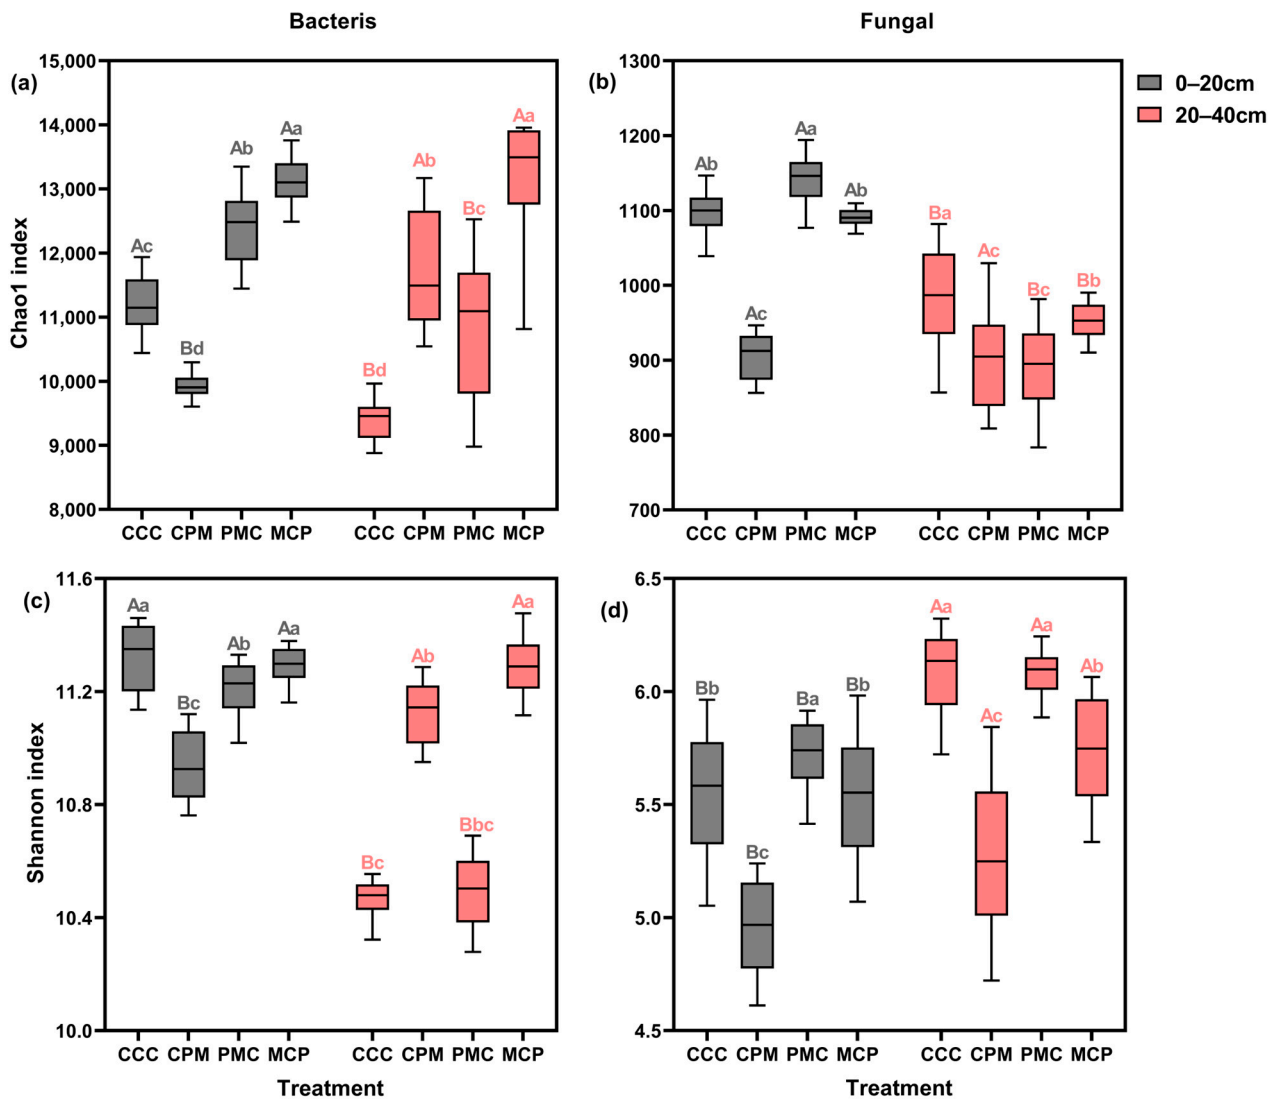 Bacteris
Fungal
(a)
Chao1 index
15,000
14,000
13,000
12,000
11,000
10,000
9,000
8,000
Ac
Bd
Ab
Aa
Bd
Ab
Bc
Aa
CCC CPM PMC MCP CCC CPM PMC MCP
(b)
1300
1200
1100
1000
900
800
700
Ab
Ac
Aa
Ab
Ba
Ac
Bc
Bb
CCC CPM PMC MCP CCC CPM PMC MCP
0–20cm
20–40cm
(c)
Shannon index
11.6
11.2
10.8
10.4
10.0
Aa
Bc
Ab
Aa
Bc
Ab
Bbc
Aa
CCC CPM PMC MCP CCC CPM PMC MCP
Treatment
(d)
6.5
6.0
5.5
5.0
4.5
Bb
Bc
Ba
Bb
Aa
Ac
Aa
Ab
CCC CPM PMC MCP CCC CPM PMC MCP
Treatment